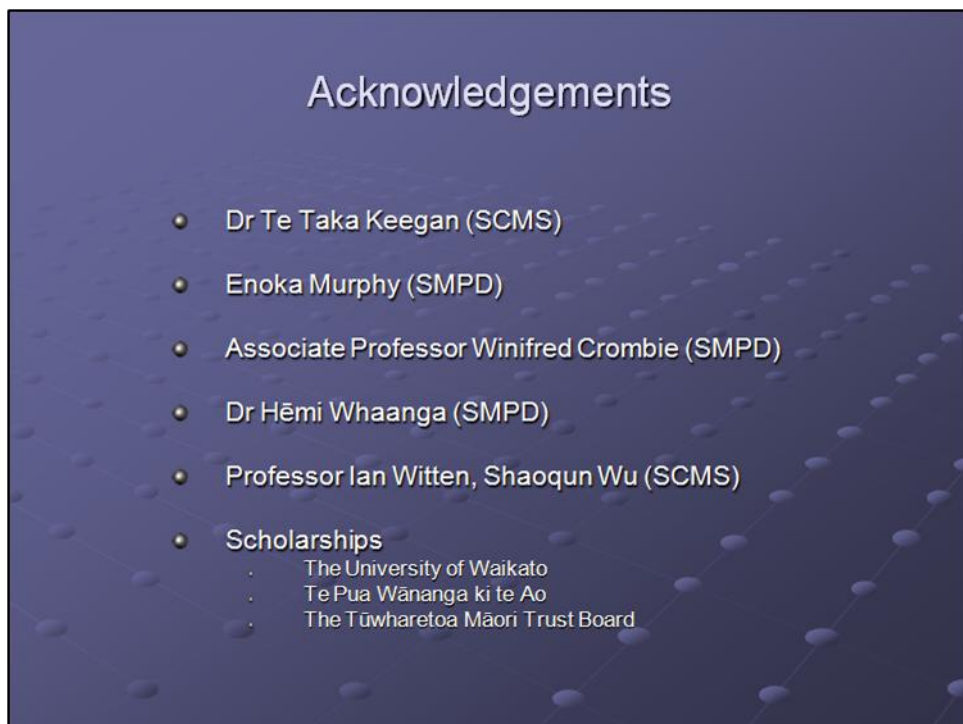 Acknowledgements
Dr Te Taka Keegan (SCMS)
Enoka Murphy (SMPD)
Associate Professor Winifred Crombie (SMPD)
Dr Hēmi Whaanga (SMPD)
Professor Ian Witten, Shaoqun Wu (SCMS)
Scholarships
The University of Waikato
Te Pua Wānanga ki te Ao
The Tūwharetoa Māori Trust Board